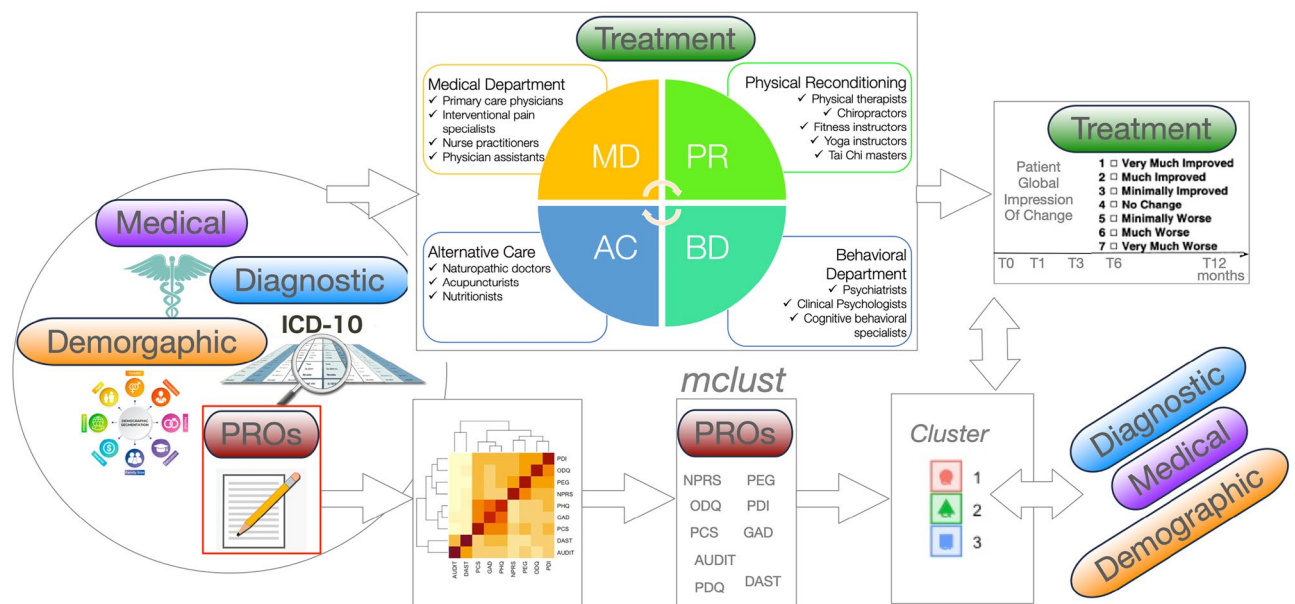 Treatment
Medical Department
✓ Primary care physicians
✓ Interventional pain
specialists
✓ Nurse practitioners
✓ Physician assistants
MD
PR
Physical Reconditioning
✓ Physical therapists
✓ Chiropractors
✓ Fitness instructors
✓ Yoga instructors
✓ Tai Chi masters
Alternative Care
✓ Naturopathic doctors
✓ Acupuncturists
✓ Nutritionists
AC
BD
Behavioral
Department
✓ Psychiatrists
✓ Clinical Psychologists
✓ Cognitive behavioral
specialists
Treatment
Patient
Global
Impression
Of Change
1 □ Very Much Improved
2 □ Much Improved
3 □ Minimally Improved
4 □ No Change
5 □ Minimally Worse
6 □ Much Worse
7 □ Very Much Worse
T0 T1 T3 T6 T12
months
Medical
Diagnostic
ICD-10
Demorgaphic
DEMOGRAPHIC
SEGMENTATION
PROs
PDI
ODQ
PEG
NPRS
PHQ
GAD
PCS
DAST
AUDIT
AUDIT DAST PCS GAD PHQ NPRS PEG ODQ PDI
mclust
PROs
NPRS PEG
ODQ PDI
PCS GAD
AUDIT
PDQ DAST
Cluster
1
2
3
Diagnostic
Medical
Demographic